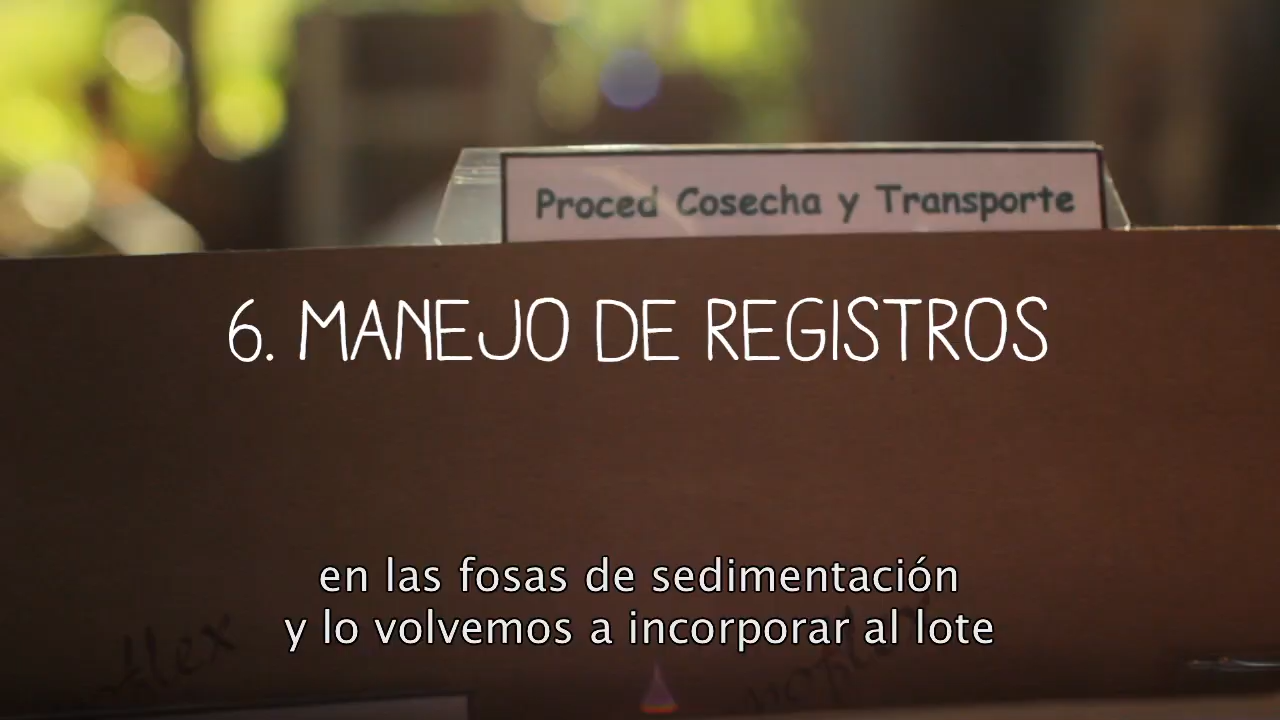 Proced Cosecha y Transporte
6. MANEJO DE REGISTROS
en las fosas de sedimentación
y lo volvemos a incorporar al lote